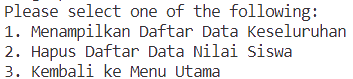 Please select one of the following:
1. Menampilkan Daftar Data Keseluruhan
2. Hapus Daftar Data Nilai Siswa
3. Kembali ke Menu Utama